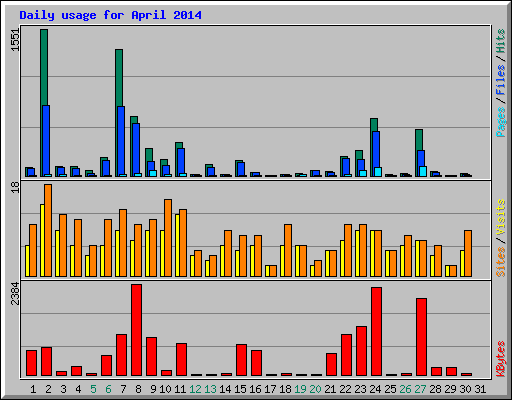 Daily usage for April 2014
1551
Pages / Files / Hits
18
Sites / Visits
2384
KBytes
1 2 3 4 5 6 7 8 9 10 11 12 13 14 15 16 17 18 19 20 21 22 23 24 25 26 27 28 29 30 31